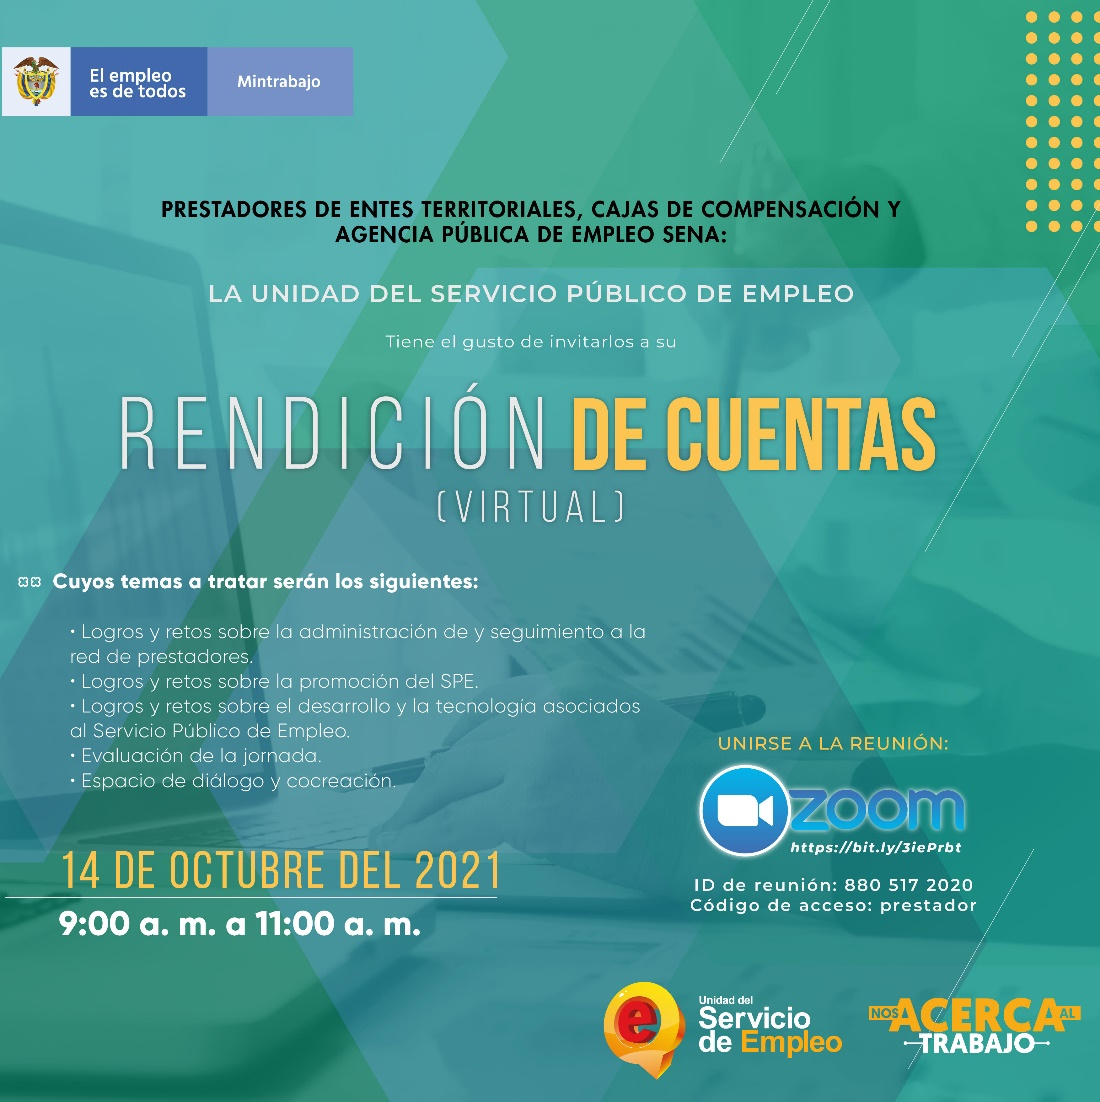 El empleo
es de todos
Mintrabajo
PRESTADORES DE ENTES TERRITORIALES, CAJAS DE COMPENSACIÓN Y
AGENCIA PÚBLICA DE EMPLEO SENA:
LA UNIDAD DEL SERVICIO PÚBLICO DE EMPLEO
Tiene el gusto de invitarlos a su
RENDICIÓN DE CUENTAS
(VIRTUAL)
Cuyos temas a tratar serán los siguientes:
• Logros y retos sobre la administración de y seguimiento a la
red de prestadores.
• Logros y retos sobre la promoción del SPE.
• Logros y retos sobre el desarrollo y la tecnología asociados
al Servicio Público de Empleo.
• Evaluación de la jornada.
• Espacio de diálogo y cocreación.
14 DE OCTUBRE DEL 2021
9:00 a. m. a 11:00 a. m.
UNIRSE A LA REUNIÓN:
zoom
https://bit.ly/3iePrbt
ID de reunión: 880 517 2020
Código de acceso: prestador
e
Unidad del
Servicio
de Empleo
NOS ACERCA AL
TRABAJO